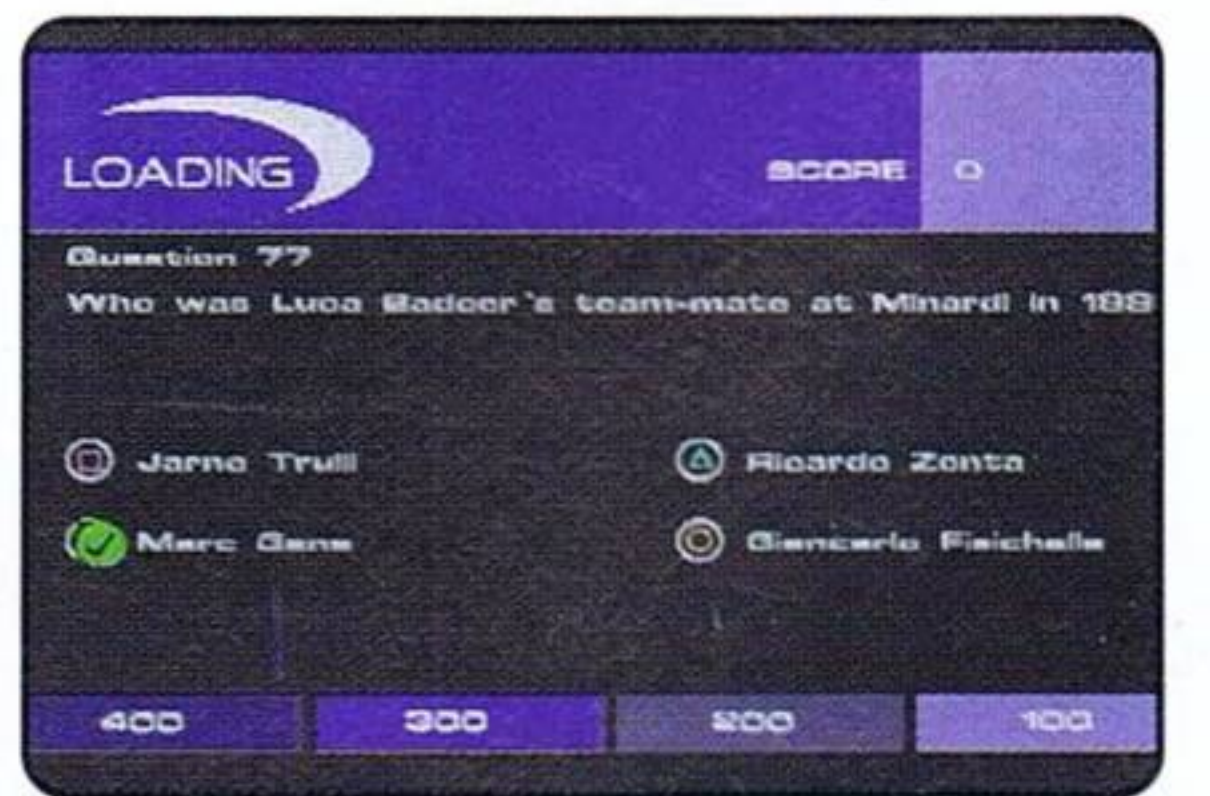 LOADING
SCORE 0
Question 77
Who was Luca Badoer`s team-mate at Minardi in 199
Jarno Trulli
Ricardo Zonta
Marc Gene
Giancarlo Fisichella
400 300 200 100